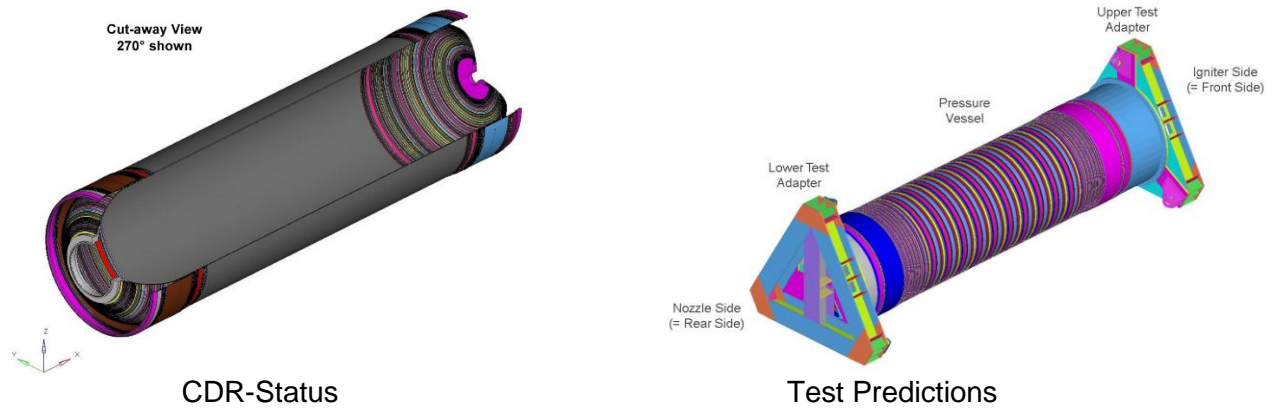 Cut-away View
270° shown
Z
Y
X
CDR-Status
Upper Test
Adapter
Igniter Side
(= Front Side)
Pressure
Vessel
Lower Test
Adapter
Nozzle Side
(= Rear Side)
Test Predictions